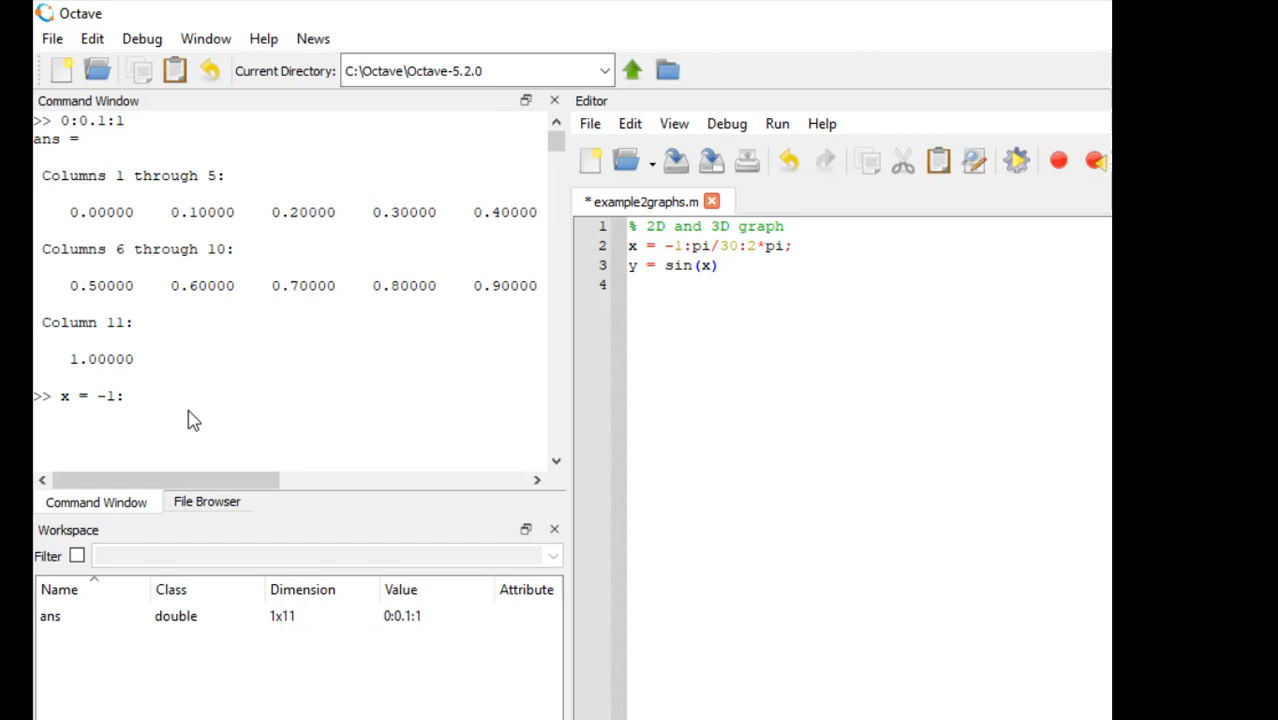 Octave
File Edit Debug Window Help News
Current Directory: C:\Octave\Octave-5.2.0
Command Window
>> 0:0.1:1
ans =
Columns 1 through 5:
0.00000 0.10000 0.20000 0.30000 0.40000
Columns 6 through 10:
0.50000 0.60000 0.70000 0.80000 0.90000
Column 11:
1.00000
>> x = -1:
Command Window File Browser
Workspace
Filter
Name Class Dimension Value Attribute
ans double 1x11 0:0.1:1
Editor
File Edit View Debug Run Help
* example2graphs.m
1 % 2D and 3D graph
2 x = -1:pi/30:2*pi;
3 y = sin(x)
4